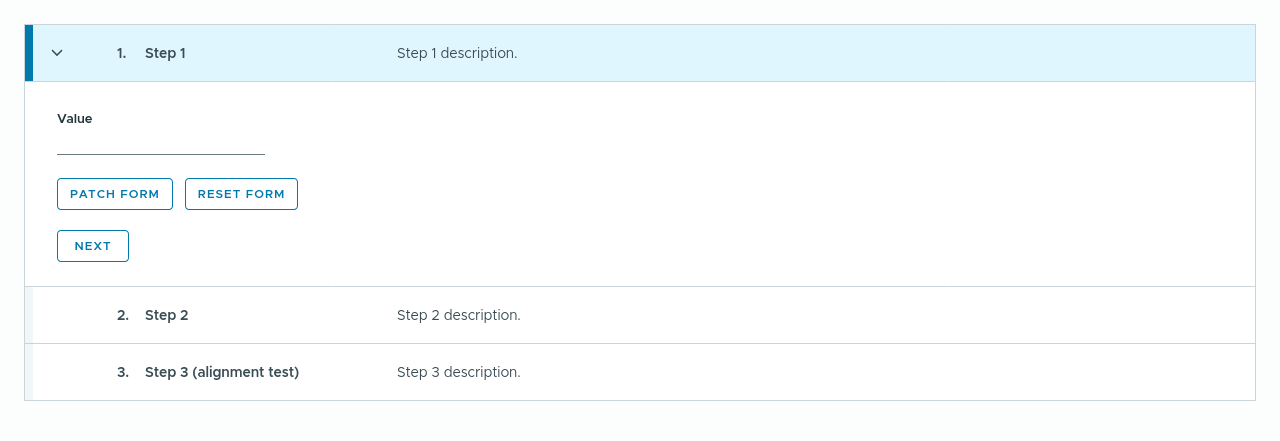 1. Step 1 Step 1 description.
Value
PATCH FORM RESET FORM
NEXT
2. Step 2 Step 2 description.
3. Step 3 (alignment test) Step 3 description.